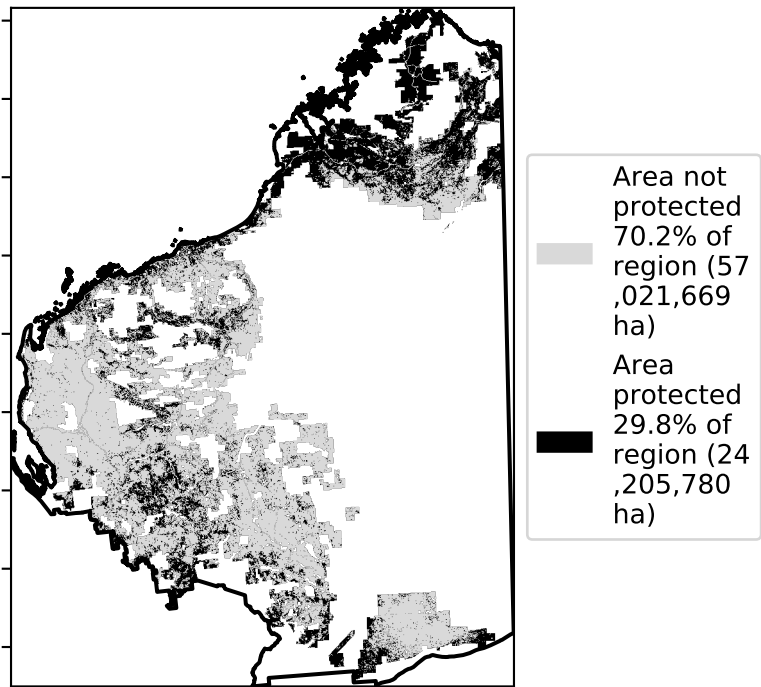 Area not
protected
70.2% of
region (57
,021,669
ha)
Area
protected
29.8% of
region (24
,205,780
ha)